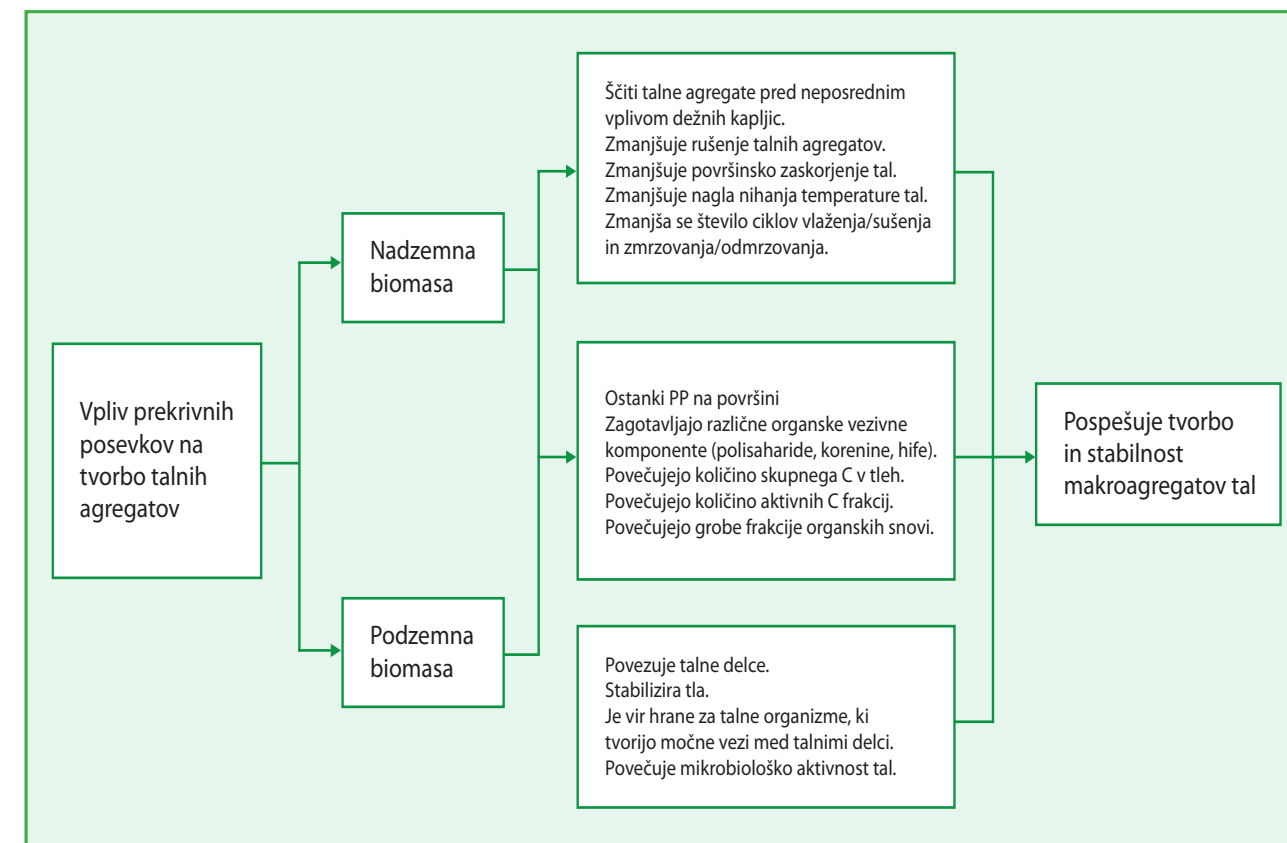 Vpliv prekrivnih
posevkov na
tvorbo talnih
agregatov
Nadzemna
biomasa
Podzemna
biomasa
Ščiti talne agregate pred neposrednim
vplivom dežnih kapljic.
Zmanjšuje rušenje talnih agregatov.
Zmanjšuje površinsko zaskorjenje tal.
Zmanjšuje nagla nihanja temperature tal.
Zmanjša se število ciklov vlaženja/sušenja
in zmrzovanja/odmrzovanja.
Ostanki PP na površini
Zagotavljajo različne organske vezivne
komponente (polisaharide, korenine, hife).
Povečujejo količino skupnega C v tleh.
Povečujejo količino aktivnih C frakcij.
Povečujejo grobe frakcije organskih snovi.
Povezuje talne delce.
Stabilizira tla.
Je vir hrane za talne organizme, ki
tvorijo močne vezi med talnimi delci.
Povečuje mikrobiološko aktivnost tal.
Pospešuje tvorbo
in stabilnost
makroagregatov tal